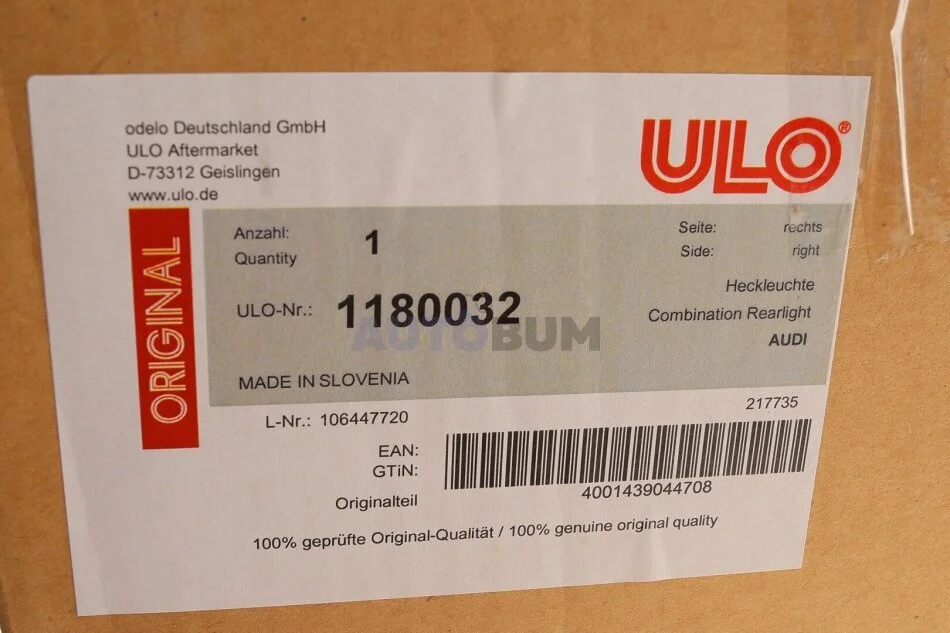 odelo Deutschland GmbH
ULO Aftermarket
D-73312 Geislingen
www.ulo.de
ULO®
ORIGINAL
Anzahl: 1
Quantity
Seite: rechts
Side: right
ULO-Nr.: 1180032
Heckleuchte
Combination Rearlight
AUDI
AUTOBUM
MADE IN SLOVENIA
L-Nr.: 106447720
217735
EAN:
GTiN:
4001439044708
Originalteil
100% geprüfte Original-Qualität / 100% genuine original quality